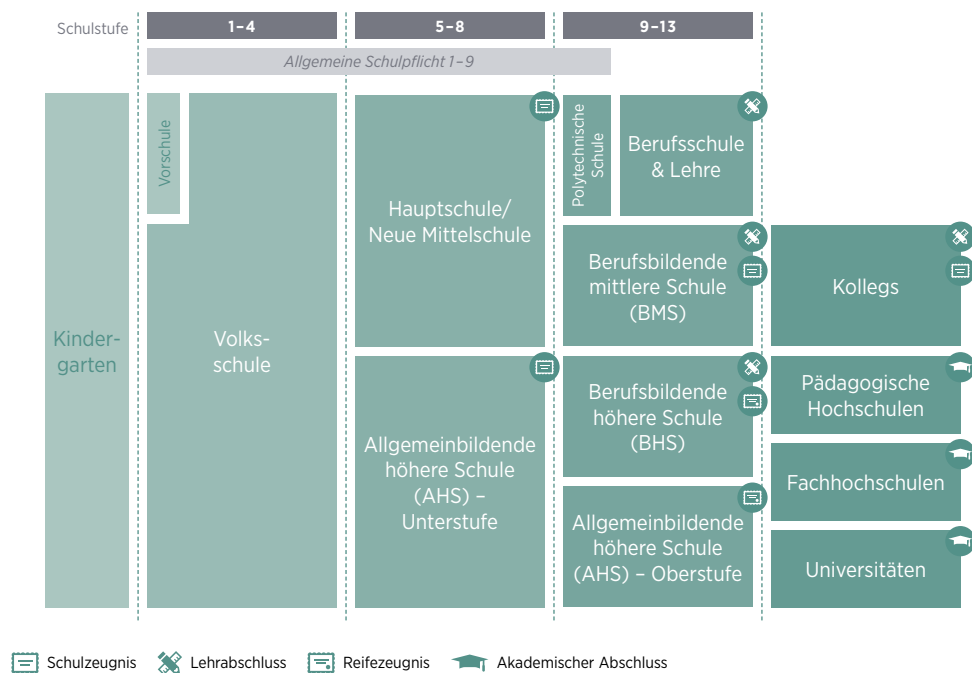 Schulstufe
1–4
5–8
9–13
Allgemeine Schulpflicht 1–9
Kinder-
garten
Vorschule
Volks-
schule
Hauptschule/
Neue Mittelschule
Allgemeinbildende
höhere Schule
(AHS) –
Unterstufe
Polytechnische
Schule
Berufsschule
& Lehre
Berufsbildende
mittlere Schule
(BMS)
Berufsbildende
höhere Schule
(BHS)
Allgemeinbildende
höhere Schule
(AHS) – Oberstufe
Kollegs
Pädagogische
Hochschulen
Fachhochschulen
Universitäten
Schulzeugnis
Lehrabschluss
Reifezeugnis
Akademischer Abschluss